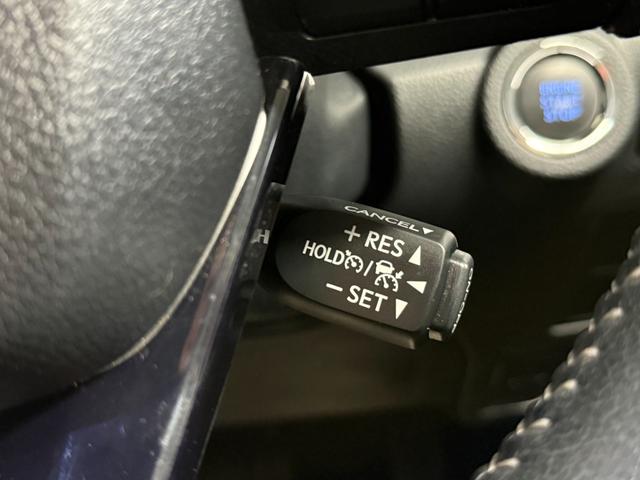 ENGINE
START
STOP
CANCEL▼
+ RES ▲
HOLD /
− SET ▼